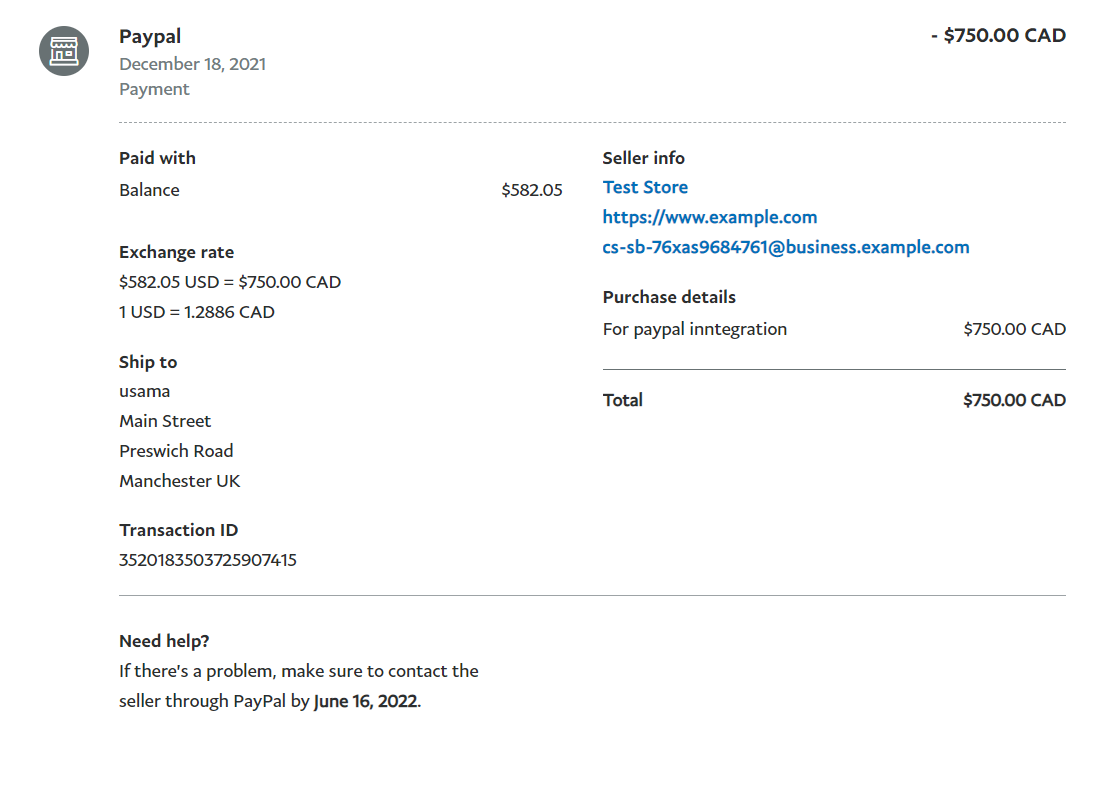 Paypal
- $750.00 CAD
December 18, 2021
Payment
Paid with
Balance $582.05
Exchange rate
$582.05 USD = $750.00 CAD
1 USD = 1.2886 CAD
Ship to
usama
Main Street
Preswich Road
Manchester UK
Transaction ID
3520183503725907415
Seller info
Test Store
https://www.example.com
cs-sb-76xas9684761@business.example.com
Purchase details
For paypal inntegration $750.00 CAD
Total $750.00 CAD
Need help?
If there's a problem, make sure to contact the
seller through PayPal by June 16, 2022.